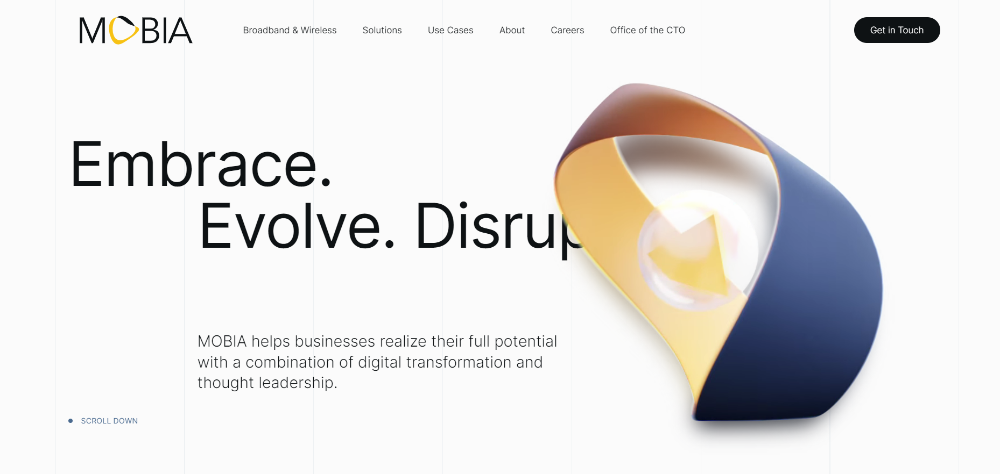 MOBIA
Broadband & Wireless
Solutions
Use Cases
About
Careers
Office of the CTO
Get in Touch
Embrace.
Evolve. Disrup
MOBIA helps businesses realize their full potential
with a combination of digital transformation and
thought leadership.
SCROLL DOWN